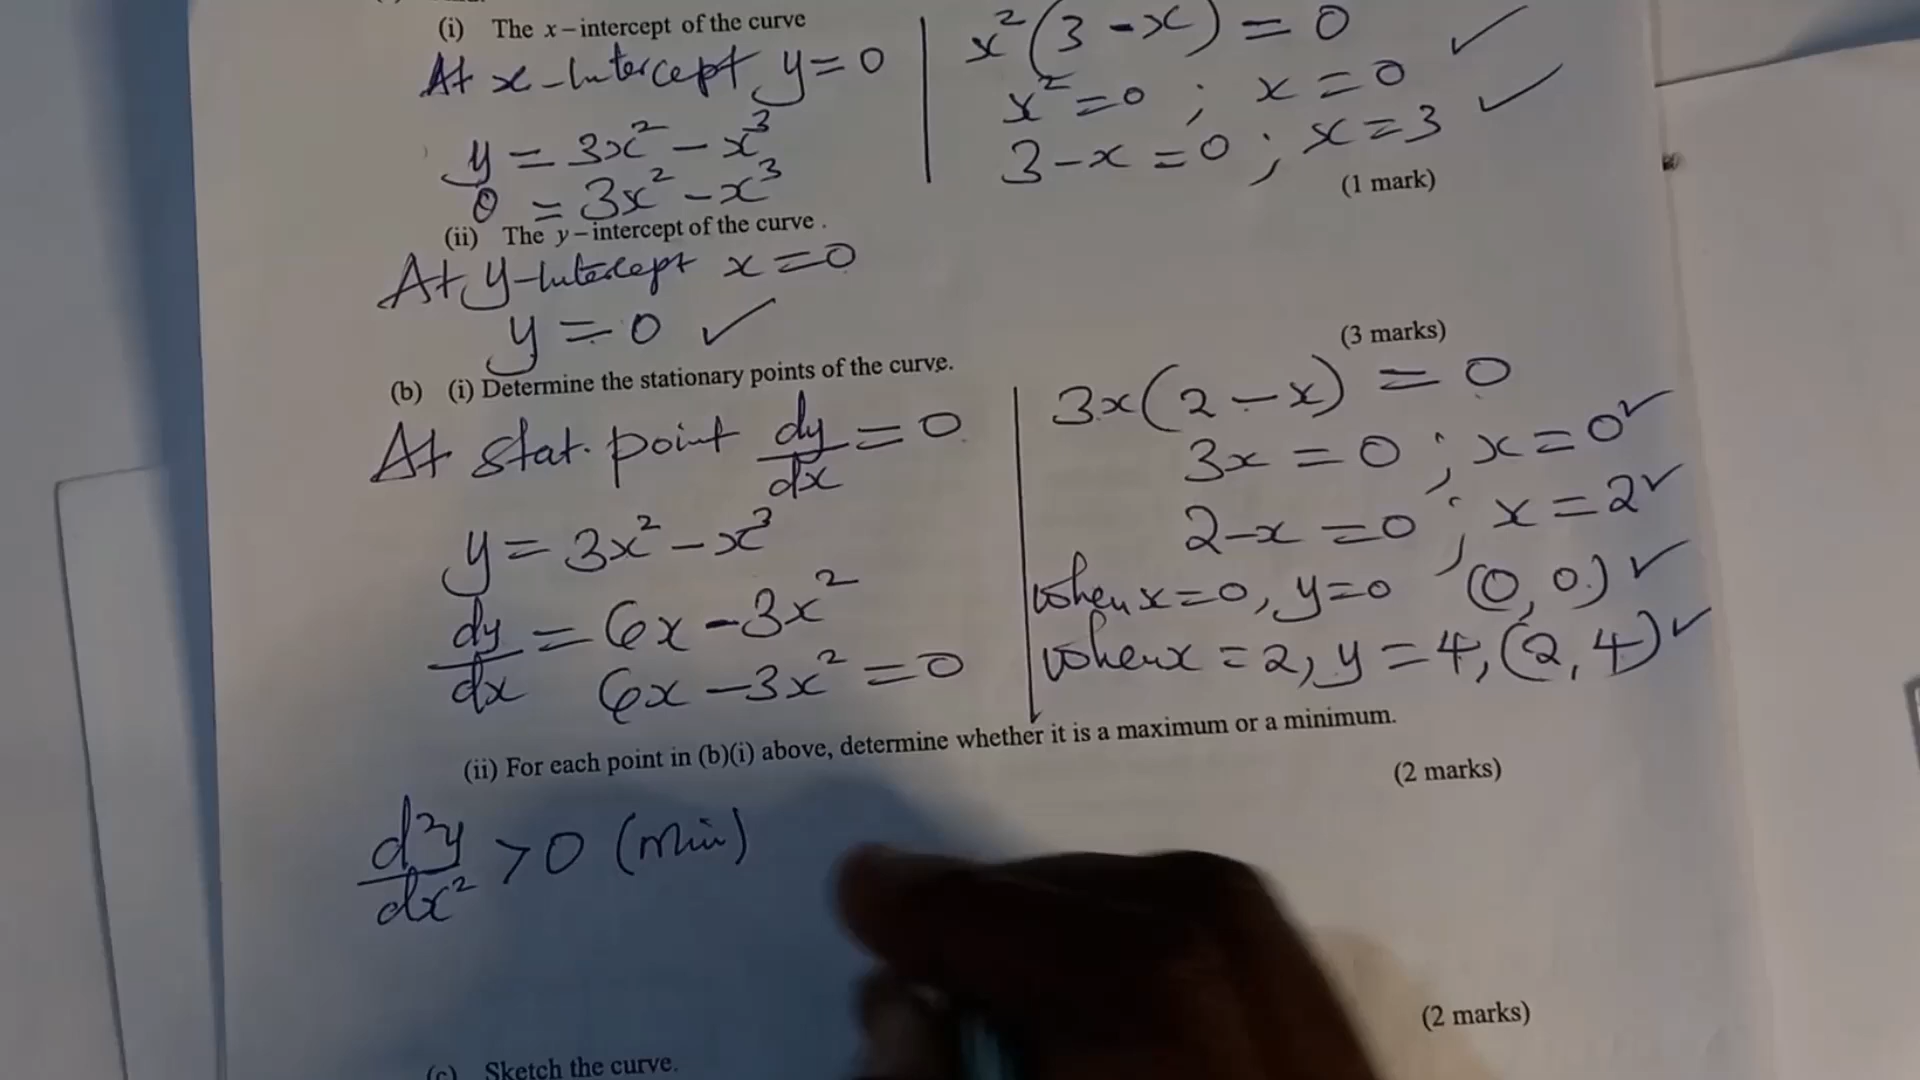 (i) The x–intercept of the curve
At x-Intercept y=0
y = 3x² – x³
0 = 3x² – x³
x²(3 – x) = 0
x² = 0 ; x = 0 ✓
3 – x = 0 ; x = 3 ✓
(1 mark)
(ii) The y–intercept of the curve .
At y-Intercept x = 0
y = 0 ✓
(3 marks)
(b) (i) Determine the stationary points of the curve.
At stat. point dy/dx = 0
y = 3x² – x³
dy/dx = 6x – 3x²
6x – 3x² = 0
3x(2 – x) = 0
3x = 0 ; x = 0 ✓
2 – x = 0 ; x = 2 ✓
when x = 0, y = 0 (0, 0) ✓
when x = 2, y = 4, (2, 4) ✓
(ii) For each point in (b)(i) above, determine whether it is a maximum or a minimum.
(2 marks)
d²y/dx² > 0 (min)
(2 marks)
(c) Sketch the curve.